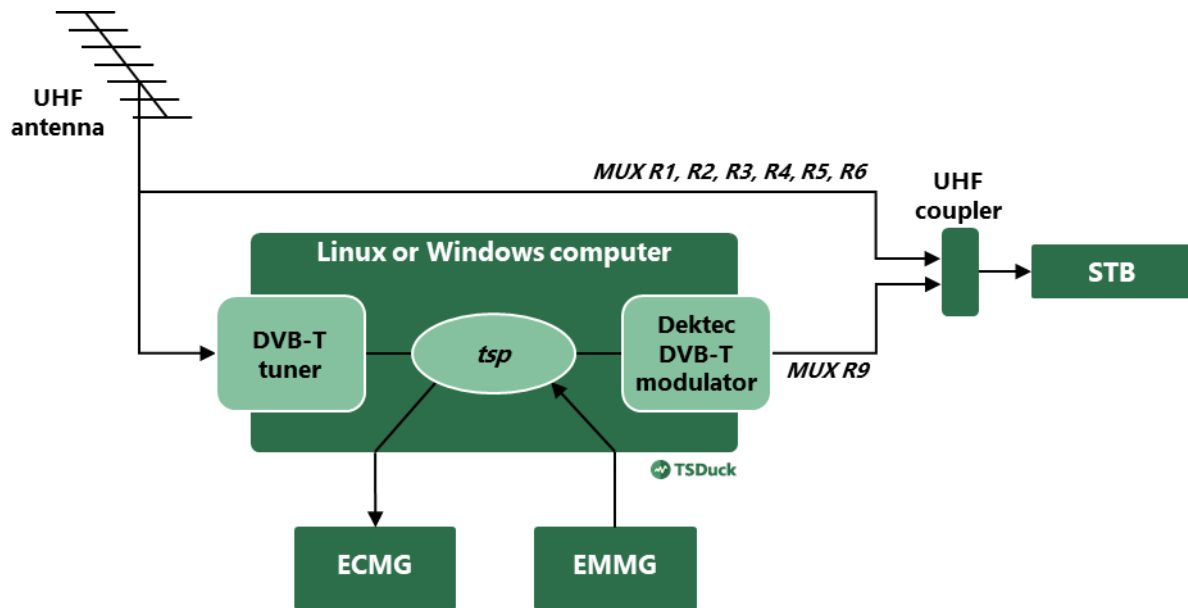 UHF
antenna
MUX R1, R2, R3, R4, R5, R6
UHF
coupler
Linux or Windows computer
STB
DVB-T
tuner
tsp
Dektec
DVB-T
modulator
MUX R9
TSDuck
ECMG
EMMG